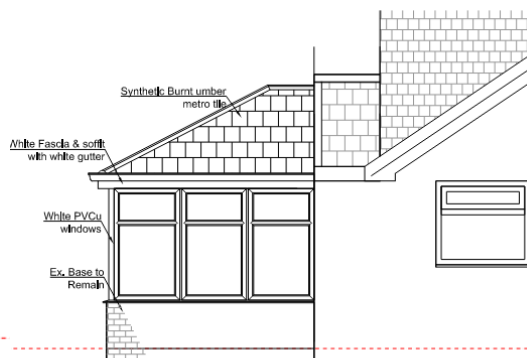 Synthetic Burnt umber
metro tile
White Fascia & soffit
with white gutter
White PVCu
windows
Ex. Base to
Remain